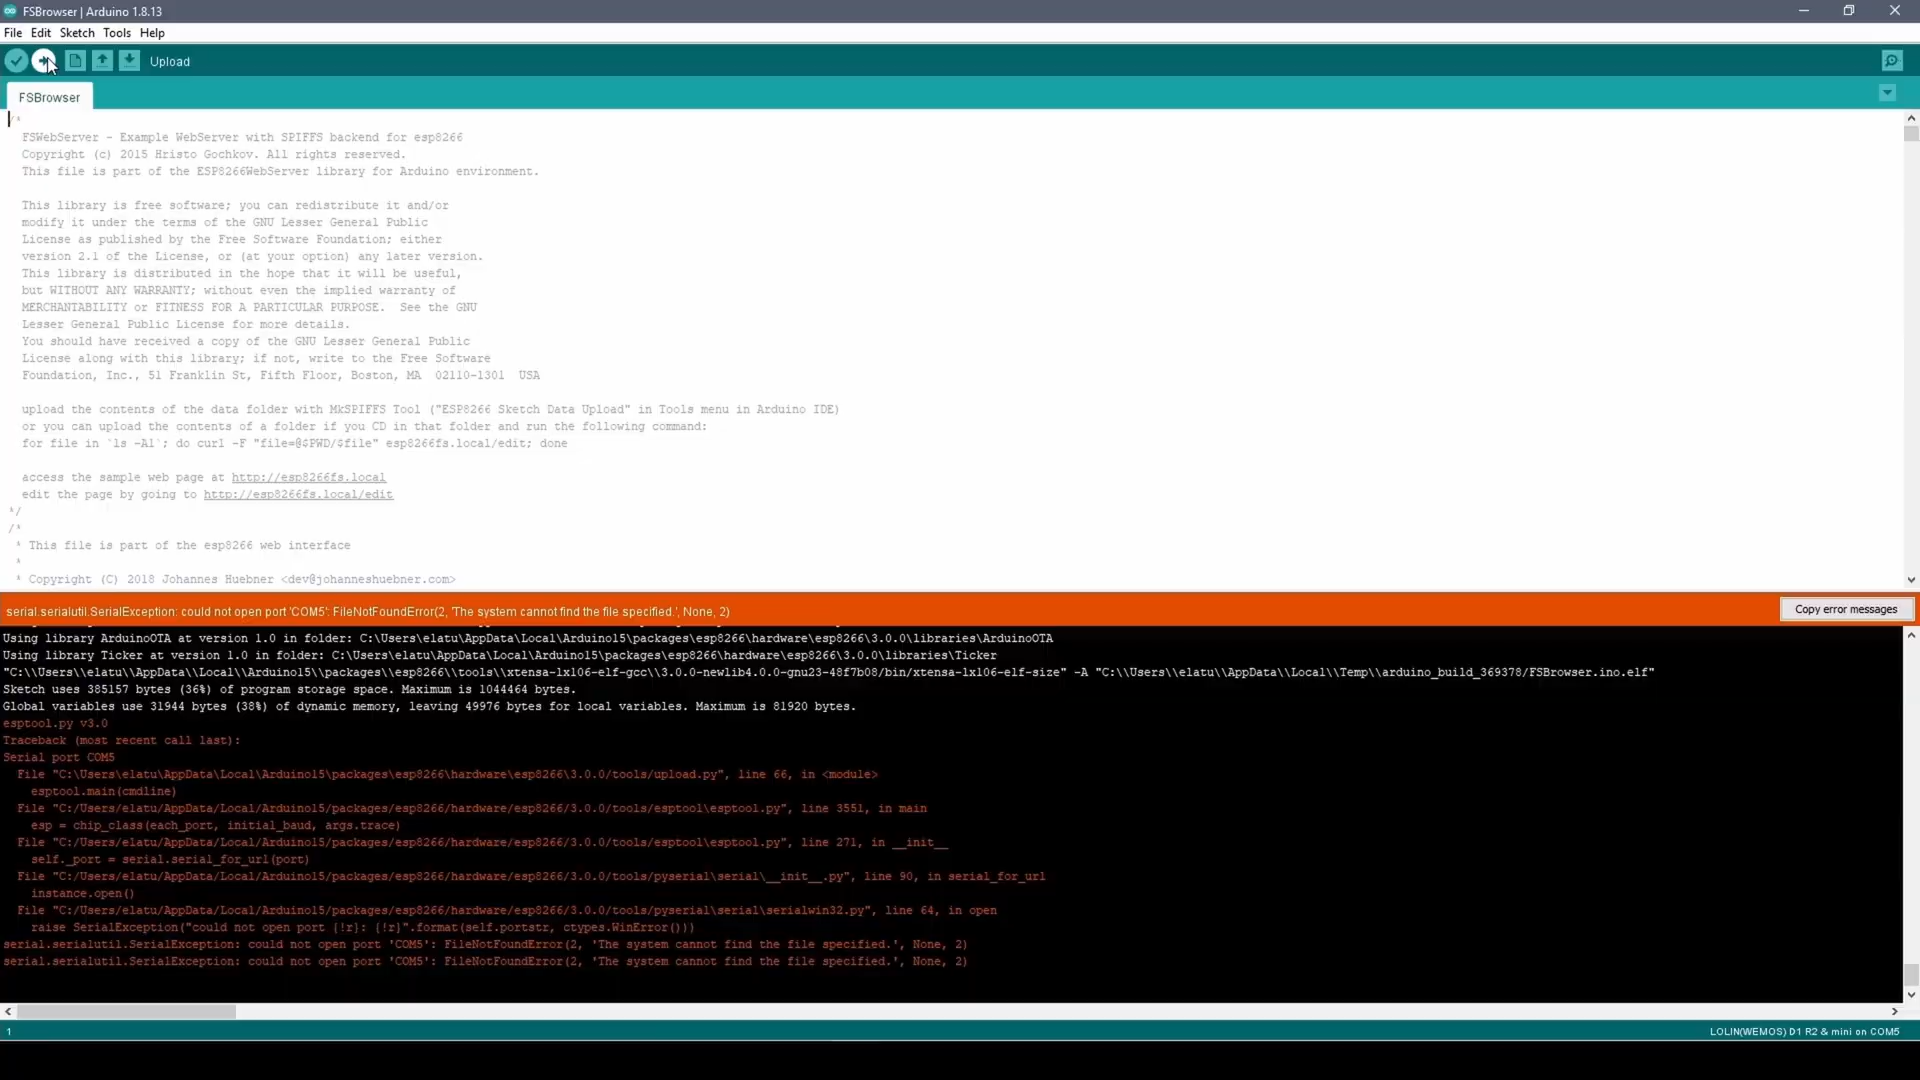 FSBrowser | Arduino 1.8.13
File Edit Sketch Tools Help
Upload
FSBrowser
/*
FSWebServer - Example WebServer with SPIFFS backend for esp8266
Copyright (c) 2015 Hristo Gochkov. All rights reserved.
This file is part of the ESP8266WebServer library for Arduino environment.
This library is free software; you can redistribute it and/or
modify it under the terms of the GNU Lesser General Public
License as published by the Free Software Foundation; either
version 2.1 of the License, or (at your option) any later version.
This library is distributed in the hope that it will be useful,
but WITHOUT ANY WARRANTY; without even the implied warranty of
MERCHANTABILITY or FITNESS FOR A PARTICULAR PURPOSE.  See the GNU
Lesser General Public License for more details.
You should have received a copy of the GNU Lesser General Public
License along with this library; if not, write to the Free Software
Foundation, Inc., 51 Franklin St, Fifth Floor, Boston, MA  02110-1301  USA
upload the contents of the data folder with MkSPIFFS Tool ("ESP8266 Sketch Data Upload" in Tools menu in Arduino IDE)
or you can upload the contents of a folder if you CD in that folder and run the following command:
for file in `ls -A1`; do curl -F "file=@$PWD/$file" esp8266fs.local/edit; done
access the sample web page at http://esp8266fs.local
edit the page by going to http://esp8266fs.local/edit
*/
/*
* This file is part of the esp8266 web interface
*
* Copyright (C) 2018 Johannes Huebner <dev@johanneshuebner.com>
serial.serialutil.SerialException: could not open port 'COM5': FileNotFoundError(2, 'The system cannot find the file specified.', None, 2)
Copy error messages
Using library ArduinoOTA at version 1.0 in folder: C:\Users\elatu\AppData\Local\Arduino15\packages\esp8266\hardware\esp8266\3.0.0\libraries\ArduinoOTA
Using library Ticker at version 1.0 in folder: C:\Users\elatu\AppData\Local\Arduino15\packages\esp8266\hardware\esp8266\3.0.0\libraries\Ticker
"C:\\Users\\elatu\\AppData\\Local\\Arduino15\\packages\\esp8266\\tools\\xtensa-lx106-elf-gcc\\3.0.0-newlib4.0.0-gnu23-48f7b08/bin/xtensa-lx106-elf-size" -A "C:\\Users\\elatu\\AppData\\Local\\Temp\\arduino_build_369378/FSBrowser.ino.elf"
Sketch uses 385157 bytes (36%) of program storage space. Maximum is 1044464 bytes.
Global variables use 31944 bytes (38%) of dynamic memory, leaving 49976 bytes for local variables. Maximum is 81920 bytes.
esptool.py v3.0
Traceback (most recent call last):
Serial port COM5
File "C:\Users\elatu\AppData\Local\Arduino15\packages\esp8266\hardware\esp8266\3.0.0/tools/upload.py", line 66, in <module>
esptool.main(cmdline)
File "C:/Users/elatu/AppData/Local/Arduino15/packages/esp8266/hardware/esp8266/3.0.0/tools/esptool\esptool.py", line 3551, in main
esp = chip_class(each_port, initial_baud, args.trace)
File "C:/Users/elatu/AppData/Local/Arduino15/packages/esp8266/hardware/esp8266/3.0.0/tools/esptool\esptool.py", line 271, in __init__
self._port = serial.serial_for_url(port)
File "C:/Users/elatu/AppData/Local/Arduino15/packages/esp8266/hardware/esp8266/3.0.0/tools/pyserial\serial\__init__.py", line 90, in serial_for_url
instance.open()
File "C:/Users/elatu/AppData/Local/Arduino15/packages/esp8266/hardware/esp8266/3.0.0/tools/pyserial\serial\serialwin32.py", line 64, in open
raise SerialException("could not open port {!r}: {!r}".format(self.portstr, ctypes.WinError()))
serial.serialutil.SerialException: could not open port 'COM5': FileNotFoundError(2, 'The system cannot find the file specified.', None, 2)
serial.serialutil.SerialException: could not open port 'COM5': FileNotFoundError(2, 'The system cannot find the file specified.', None, 2)
1
LOLIN(WEMOS) D1 R2 & mini on COM5